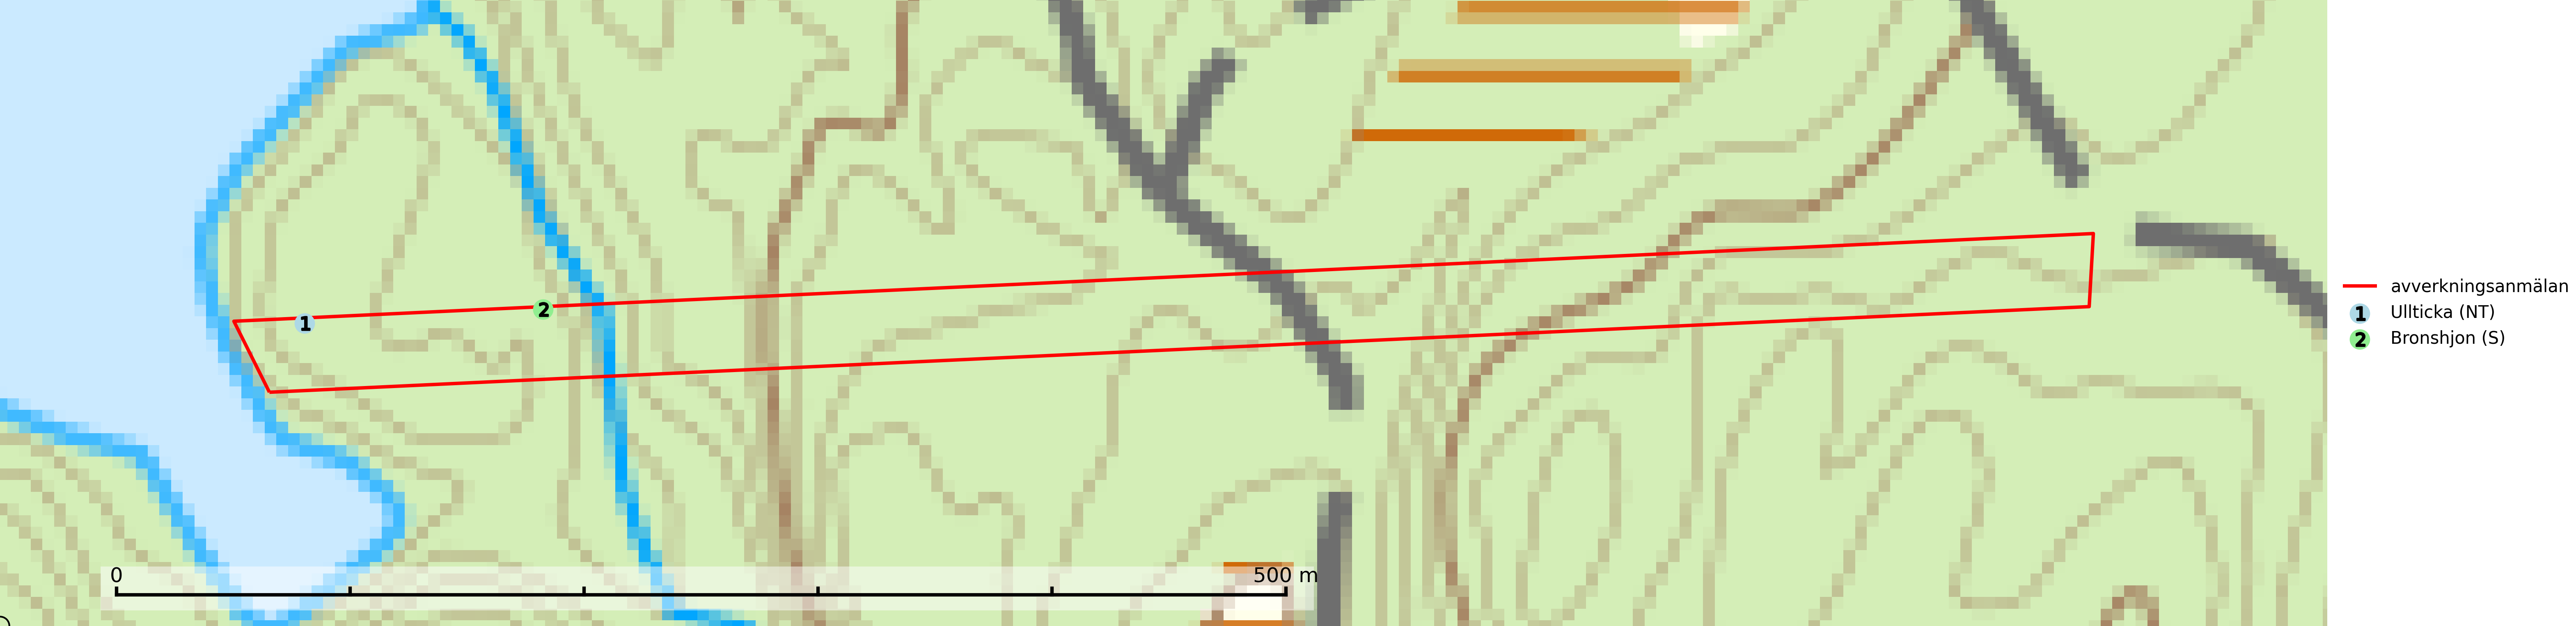 1
2
0
500 m
avverkningsanmälan
1 Ullticka (NT)
2 Bronshjon (S)